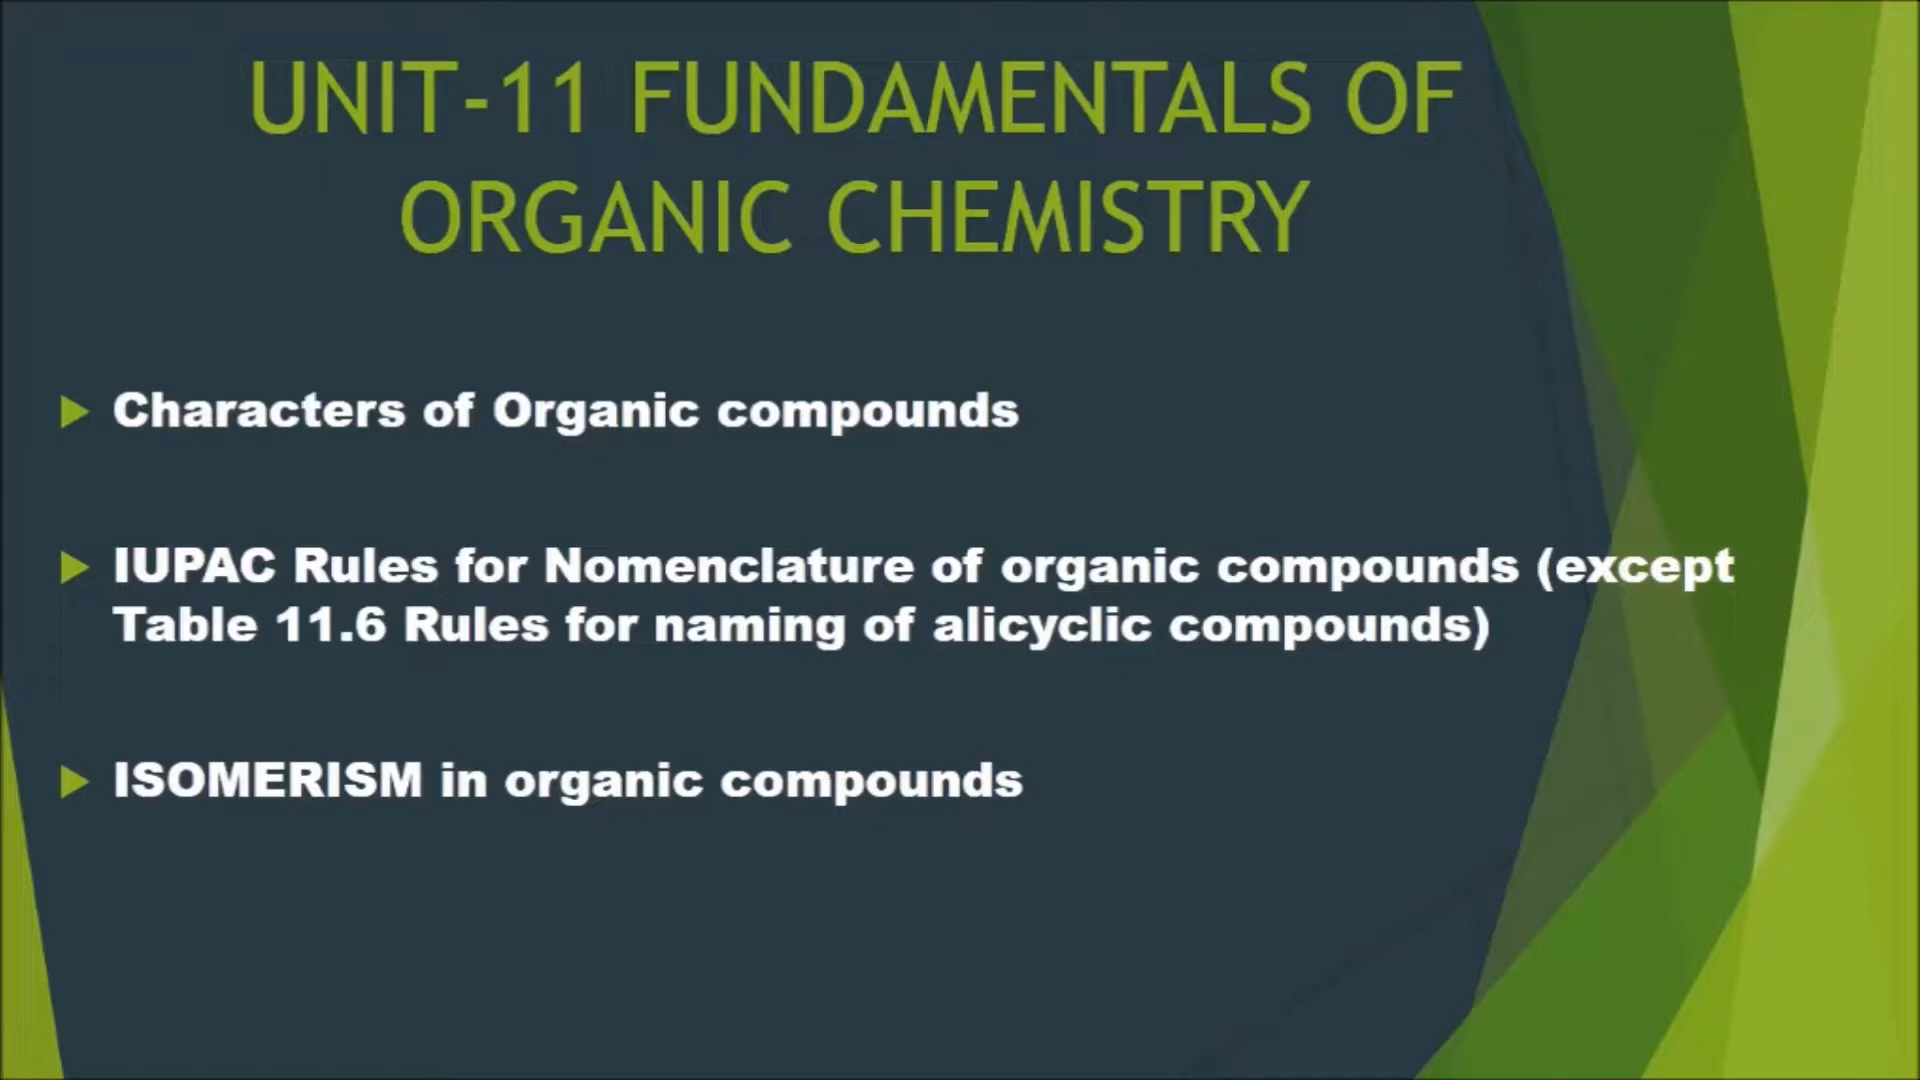 UNIT-11 FUNDAMENTALS OF
ORGANIC CHEMISTRY
Characters of Organic compounds
IUPAC Rules for Nomenclature of organic compounds (except
Table 11.6 Rules for naming of alicyclic compounds)
ISOMERISM in organic compounds